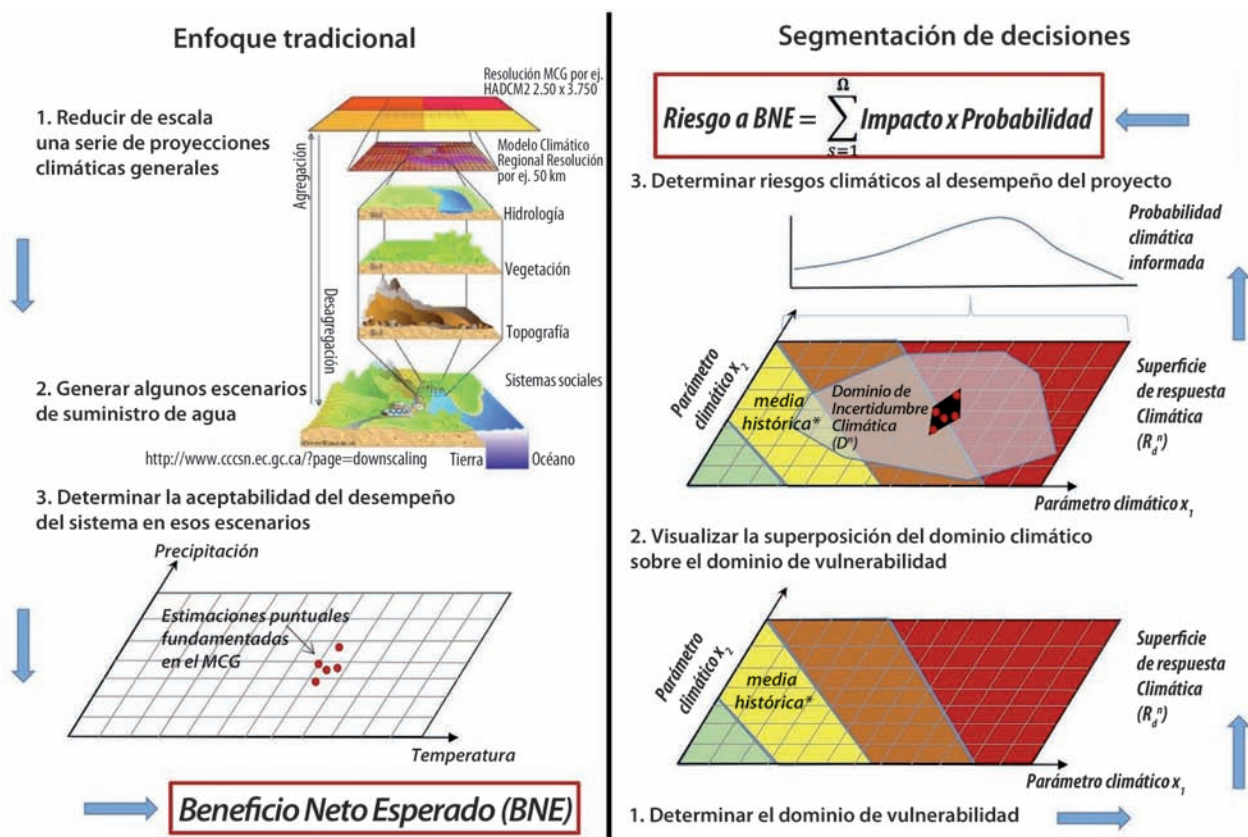 Enfoque tradicional
1. Reducir de escala
una serie de proyecciones
climáticas generales
Resolución MCG por ej.
HADCM2 2.50 x 3.750
Modelo Climático
Regional Resolución
por ej. 50 km
Agregación
Desagregación
Hidrología
Vegetación
Topografía
Sistemas sociales
2. Generar algunos escenarios
de suministro de agua
http://www.cccsn.ec.gc.ca/?page=downscaling
Tierra
Océano
3. Determinar la aceptabilidad del desempeño
del sistema en esos escenarios
Precipitación
Estimaciones puntuales
fundamentadas
en el MCG
Temperatura
Beneficio Neto Esperado (BNE)
Segmentación de decisiones
Riesgo a BNE = ∑ Impacto x Probabilidad
Ω
s=1
3. Determinar riesgos climáticos al desempeño del proyecto
Probabilidad
climática
informada
Parámetro
climático x₂
media
histórica*
Dominio de
Incertidumbre
Climática
(Dⁿ)
Superficie
de respuesta
Climática
(R_dⁿ)
Parámetro climático x₁
2. Visualizar la superposición del dominio climático
sobre el dominio de vulnerabilidad
Parámetro
climático x₂
media
histórica*
Superficie
de respuesta
Climática
(R_dⁿ)
Parámetro climático x₁
1. Determinar el dominio de vulnerabilidad